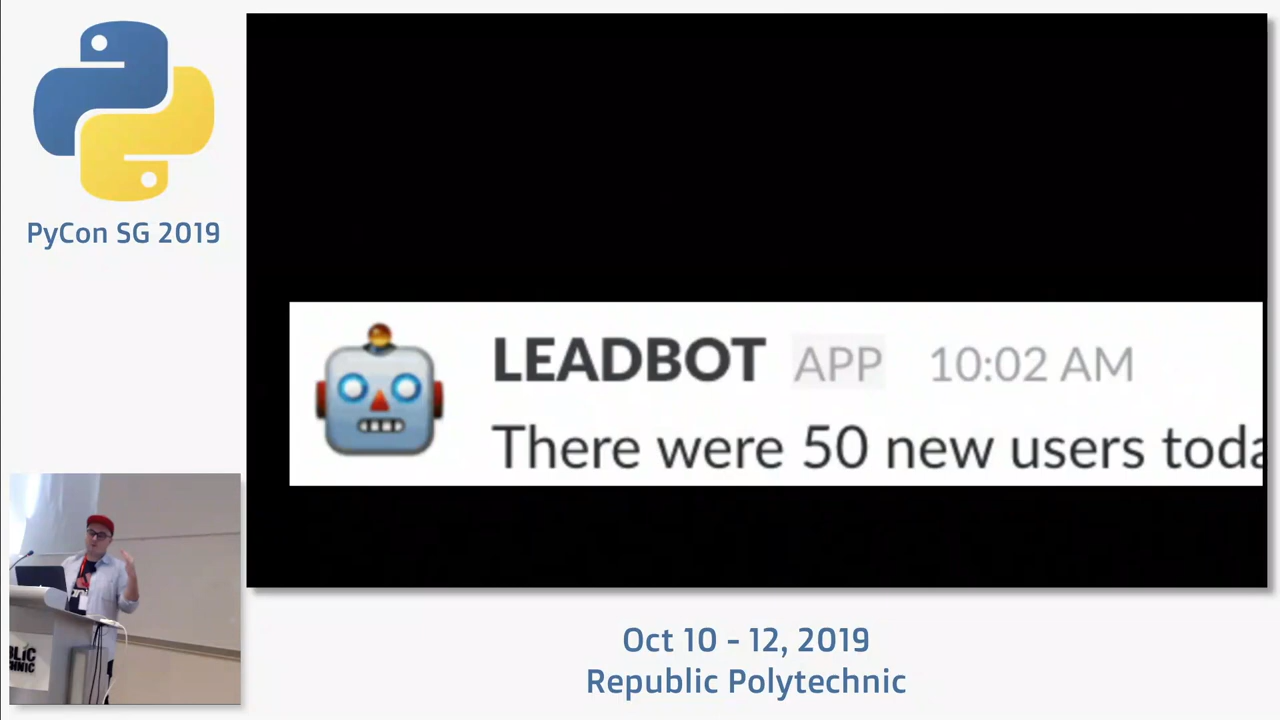 PyCon SG 2019
LEADBOT APP 10:02 AM
There were 50 new users toda
Oct 10 - 12, 2019
Republic Polytechnic